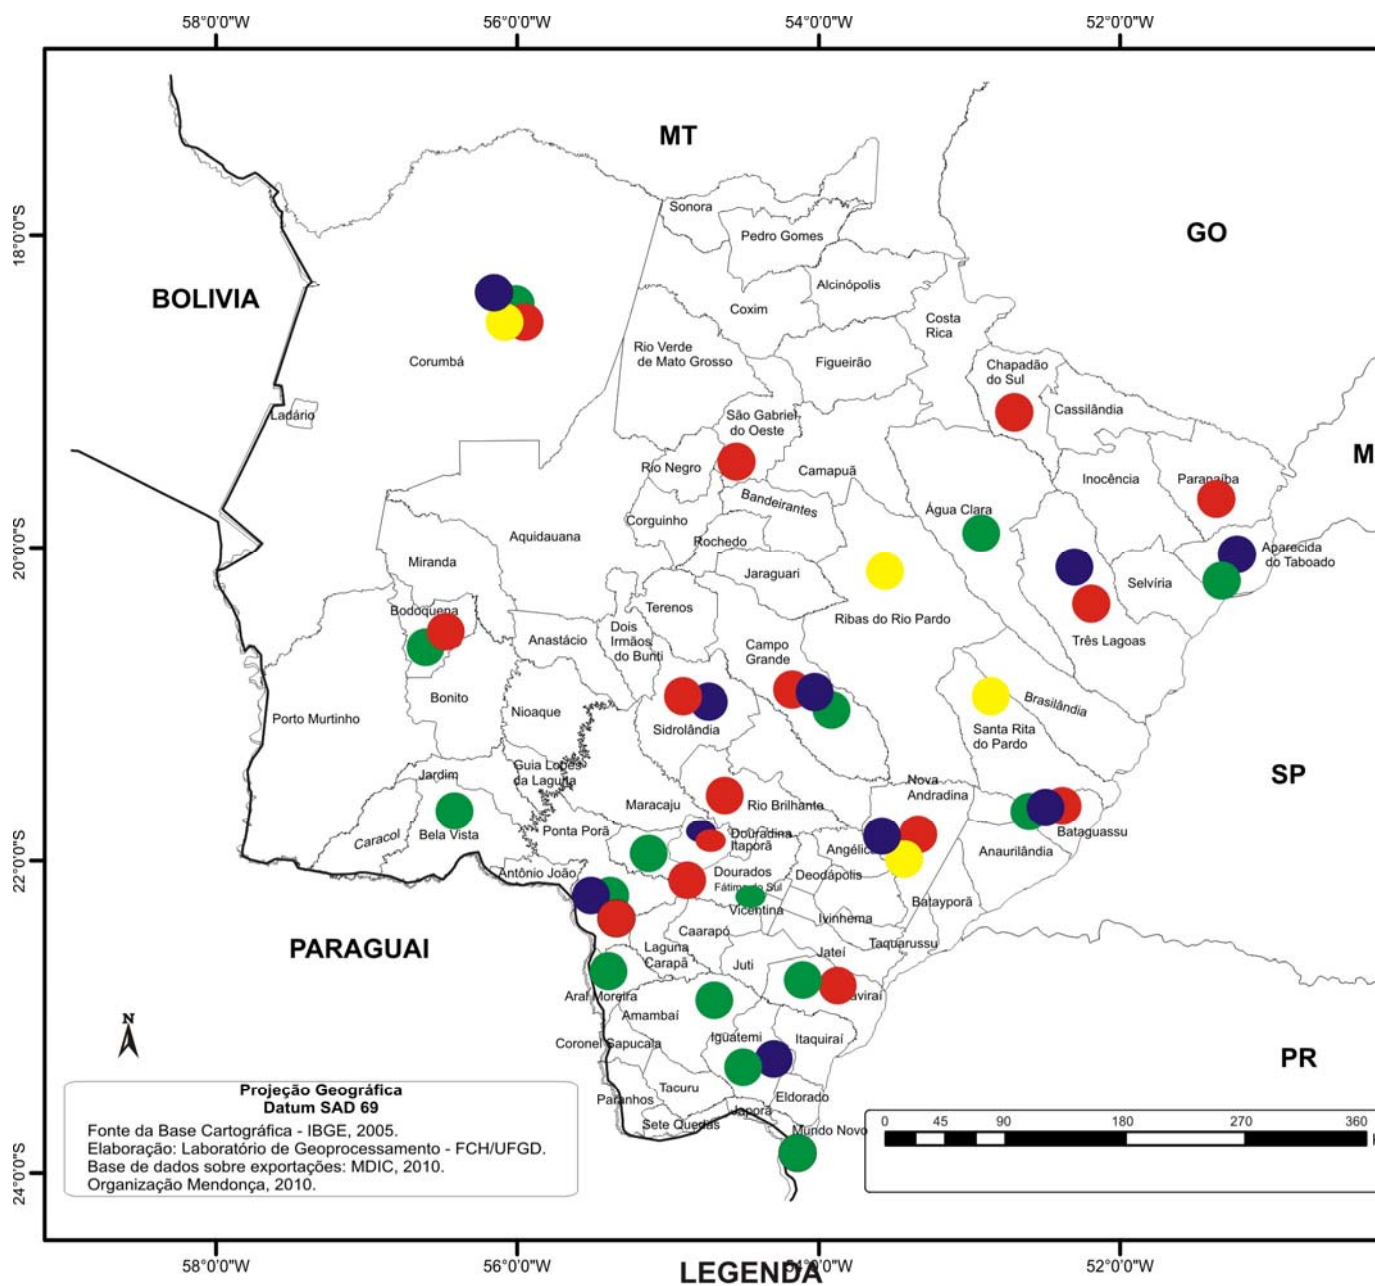 58°0'0"W
56°0'0"W
54°0'0"W
52°0'0"W
MT
Sonora
18°0'0"S
Pedro Gomes
GO
BOLIVIA
Alcinópolis
Coxim
Costa
Rica
Rio Verde
de Mato Grosso
Corumbá
Figueirão
Chapadão
do Sul
Cassilândia
Ladário
São Gabriel
do Oeste
M
Rio Negro
Camapuã
Inocência
Paranaíba
Bandeirantes
Água Clara
Corguinho
Aquidauana
Rochedo
20°0'0"S
Aparecida
do Taboado
Miranda
Jaraguari
Selvíria
Bodoquena
Terenos
Ribas do Rio Pardo
Dois
Irmãos
do Buriti
Anastácio
Campo
Grande
Três Lagoas
Bonito
Nioaque
Brasilândia
Porto Murtinho
Sidrolândia
Santa Rita
do Pardo
Guia Lopes
da Laguna
Jardim
SP
Nova
Andradina
Maracaju
Rio Brilhante
Caracol
Bela Vista
Ponta Porã
Douradina
Itaporã
Bataguassu
Angélica
Anaurilândia
22°0'0"S
Antônio João
Dourados
Deodápolis
Fátima do Sul
Vicentina
Batayporã
Ivinhema
Caarapó
Taquarussu
PARAGUAI
Laguna
Carapã
Jateí
Juti
Aral Moreira
aviraí
Amambaí
N
Iguatemi
Itaquiraí
Coronel Sapucaia
PR
Tacuru
Paranhos
Eldorado
Japorã
Sete Quedas
Mundo Novo
Projeção Geográfica
Datum SAD 69
Fonte da Base Cartográfica - IBGE, 2005.
Elaboração: Laboratório de Geoprocessamento - FCH/UFGD.
Base de dados sobre exportações: MDIC, 2010.
Organização Mendonça, 2010.
0 45 90 180 270 360
24°0'0"S
58°0'0"W
56°0'0"W
54°0'0"W
52°0'0"W
LEGENDA